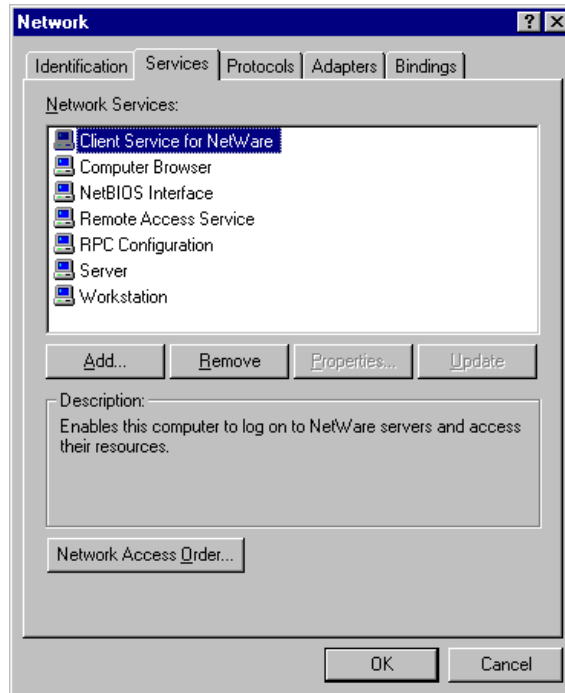 Network
Identification Services Protocols Adapters Bindings
Network Services:
Client Service for NetWare
Computer Browser
NetBIOS Interface
Remote Access Service
RPC Configuration
Server
Workstation
Add... Remove Properties... Update
Description:
Enables this computer to log on to NetWare servers and access
their resources.
Network Access Order...
OK Cancel